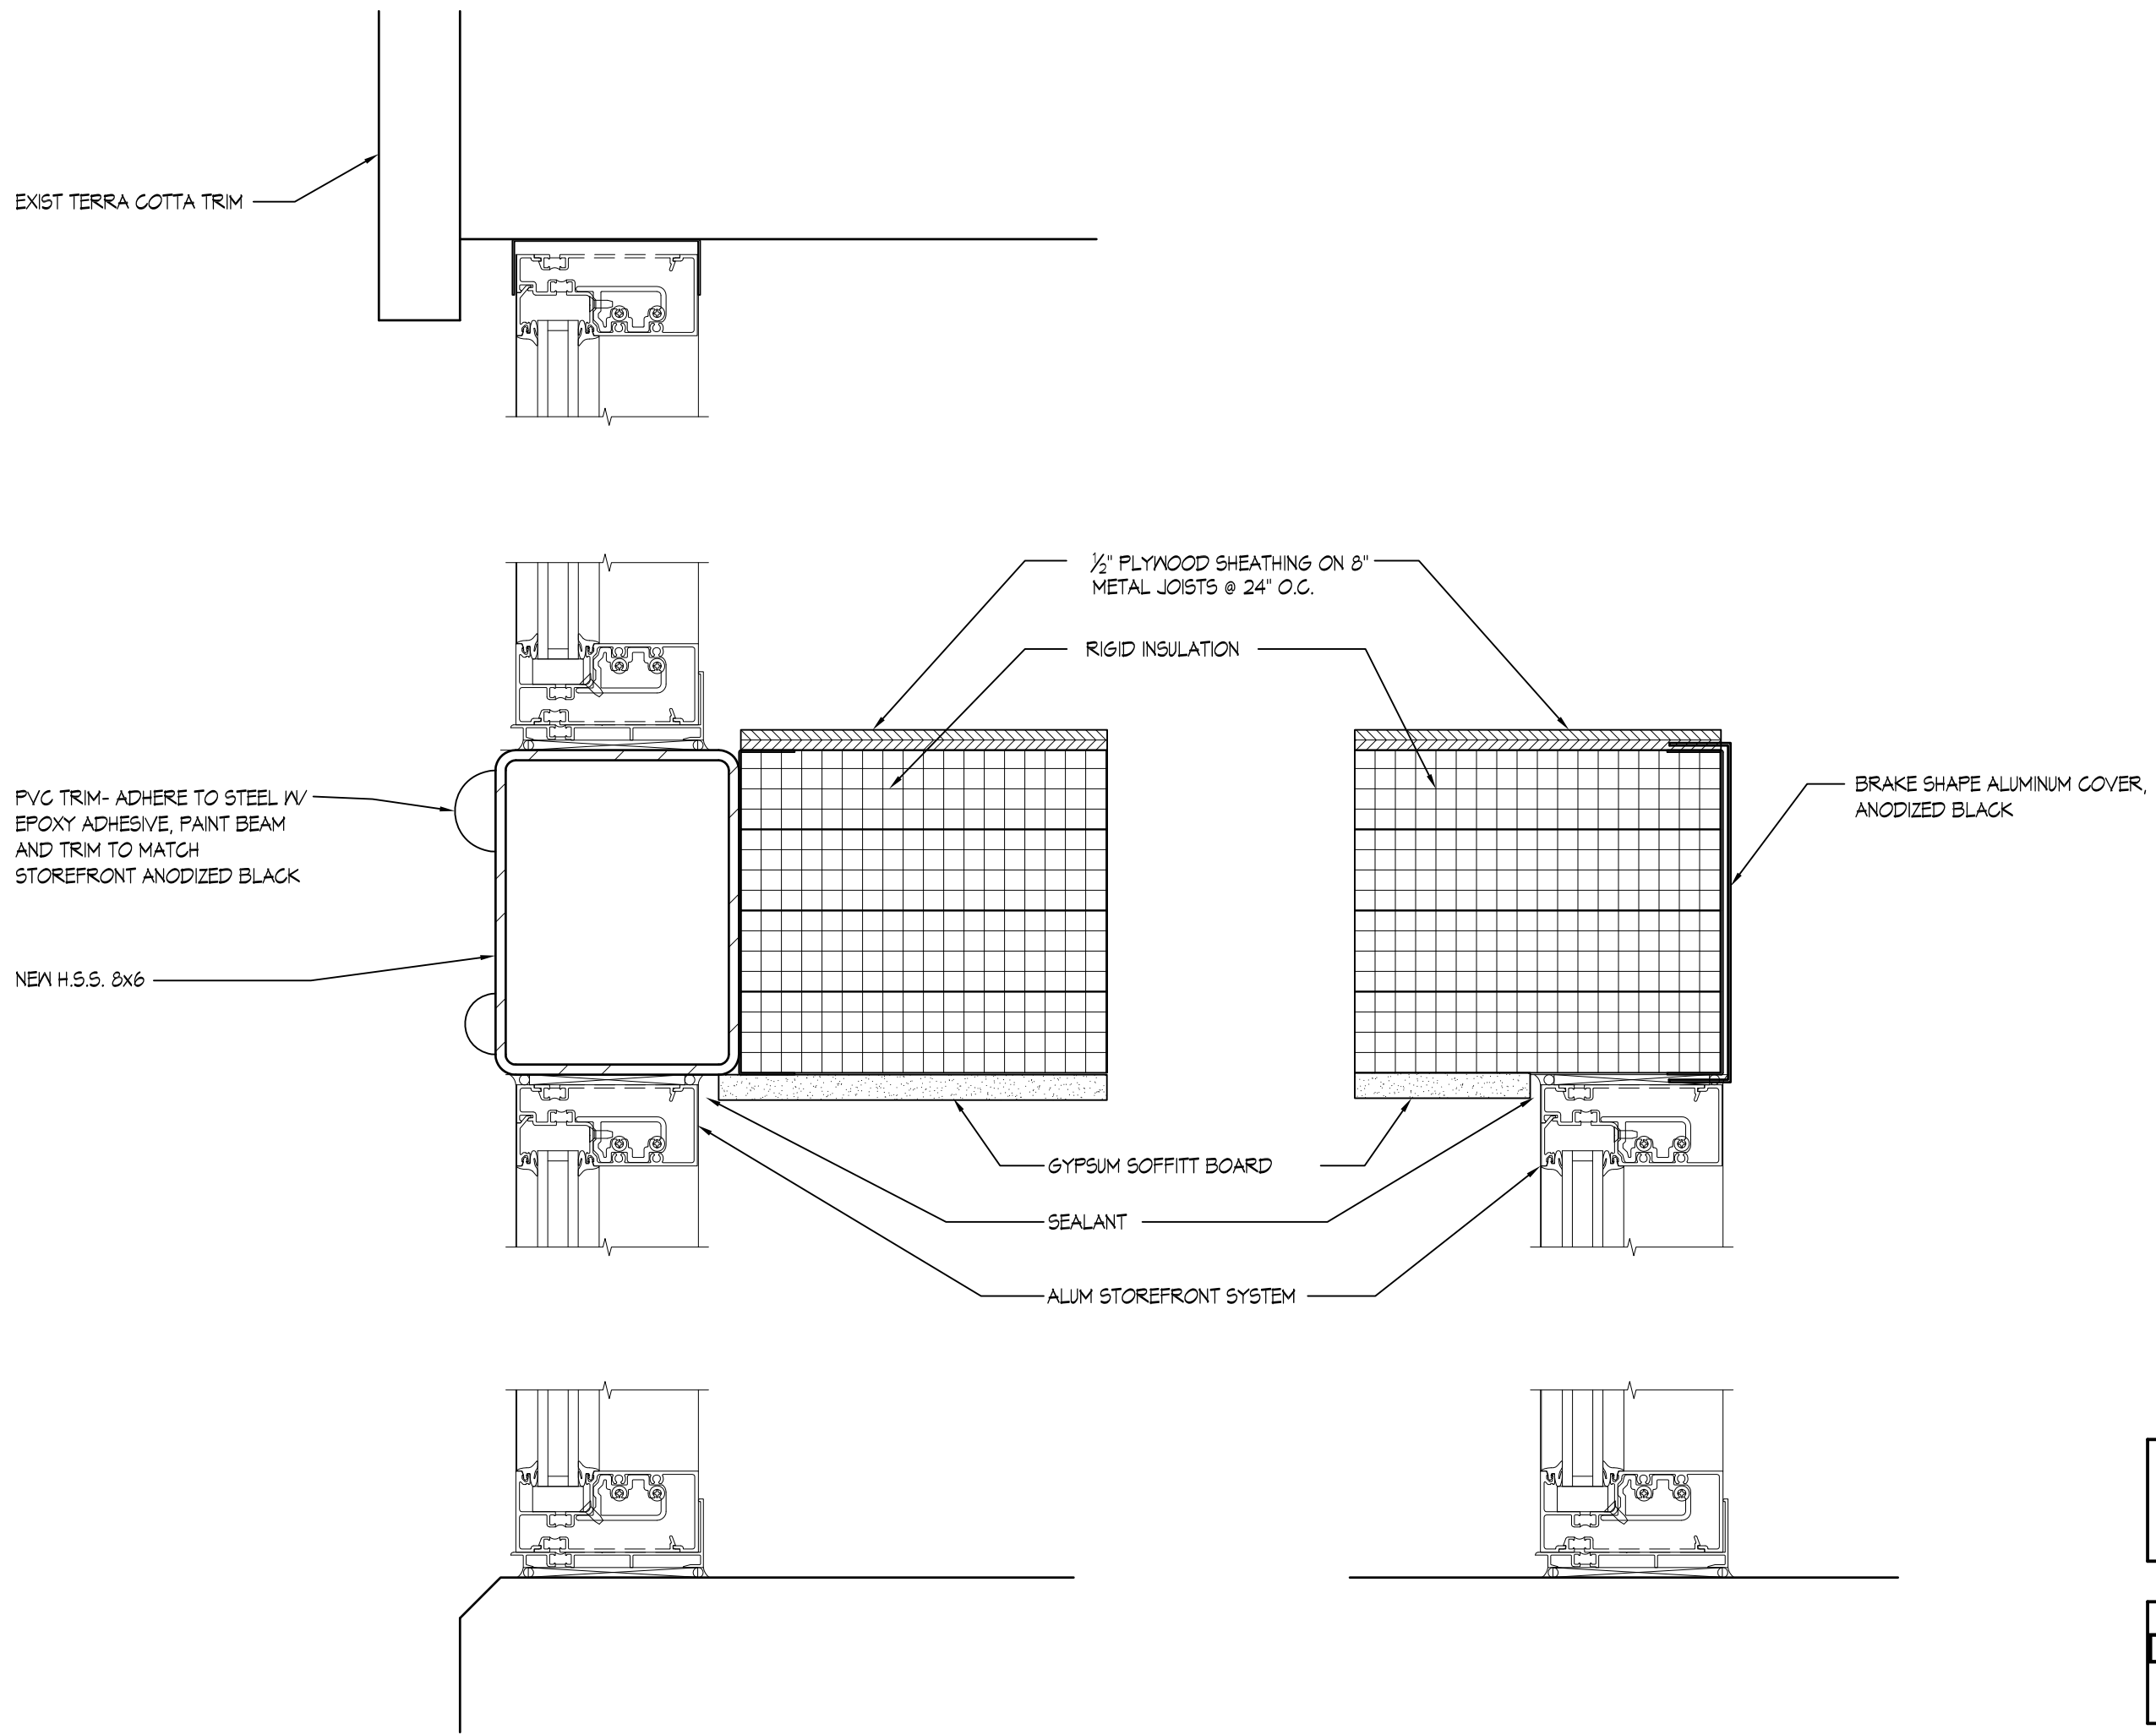 EXIST TERRA COTTA TRIM
½" PLYWOOD SHEATHING ON 8"
METAL JOISTS @ 24" O.C.
RIGID INSULATION
PVC TRIM- ADHERE TO STEEL W/
EPOXY ADHESIVE, PAINT BEAM
AND TRIM TO MATCH
STOREFRONT ANODIZED BLACK
BRAKE SHAPE ALUMINUM COVER,
ANODIZED BLACK
NEW H.S.S. 8x6
GYPSUM SOFFITT BOARD
SEALANT
ALUM STOREFRONT SYSTEM